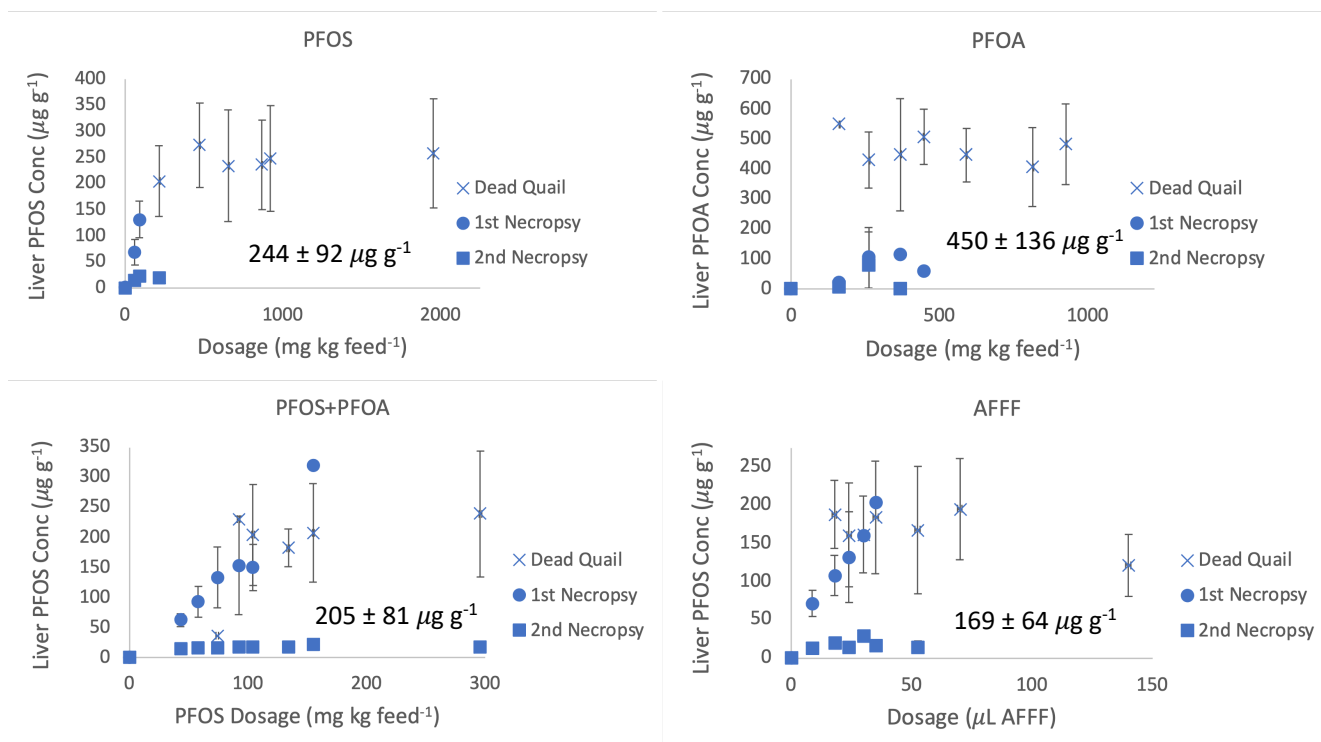 PFOS
400
350
300
250
200
150
100
50
0
Liver PFOS Conc (µg g⁻¹)
244 ± 92 µg g⁻¹
Dead Quail
1st Necropsy
2nd Necropsy
0 1000 2000
Dosage (mg kg feed⁻¹)
PFOA
700
600
500
400
300
200
100
0
Liver PFOA Conc (µg g⁻¹)
450 ± 136 µg g⁻¹
Dead Quail
1st Necropsy
2nd Necropsy
0 500 1000
Dosage (mg kg feed⁻¹)
PFOS+PFOA
350
300
250
200
150
100
50
0
Liver PFOS Conc (µg g⁻¹)
205 ± 81 µg g⁻¹
Dead Quail
1st Necropsy
2nd Necropsy
0 100 200 300
PFOS Dosage (mg kg feed⁻¹)
AFFF
250
200
150
100
50
0
Liver PFOS Conc (µg g⁻¹)
169 ± 64 µg g⁻¹
Dead Quail
1st Necropsy
2nd Necropsy
0 50 100 150
Dosage (µL AFFF)